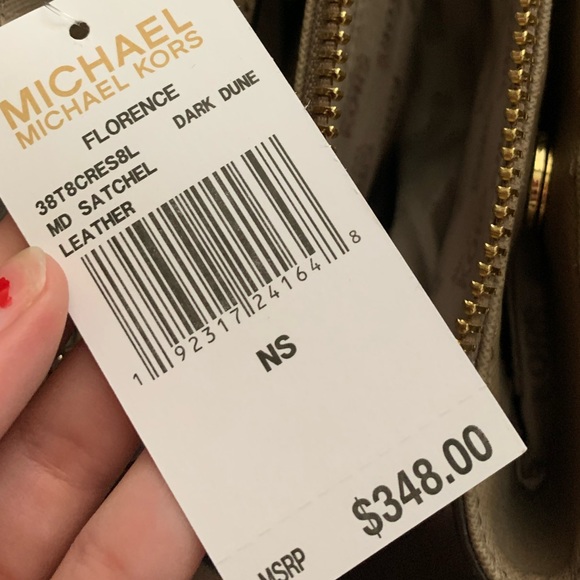 MICHAEL
MICHAEL KORS
FLORENCE
38T8CRES8L DARK DUNE
MD SATCHEL
LEATHER
1 92317 24164 8
NS
MSRP $348.00